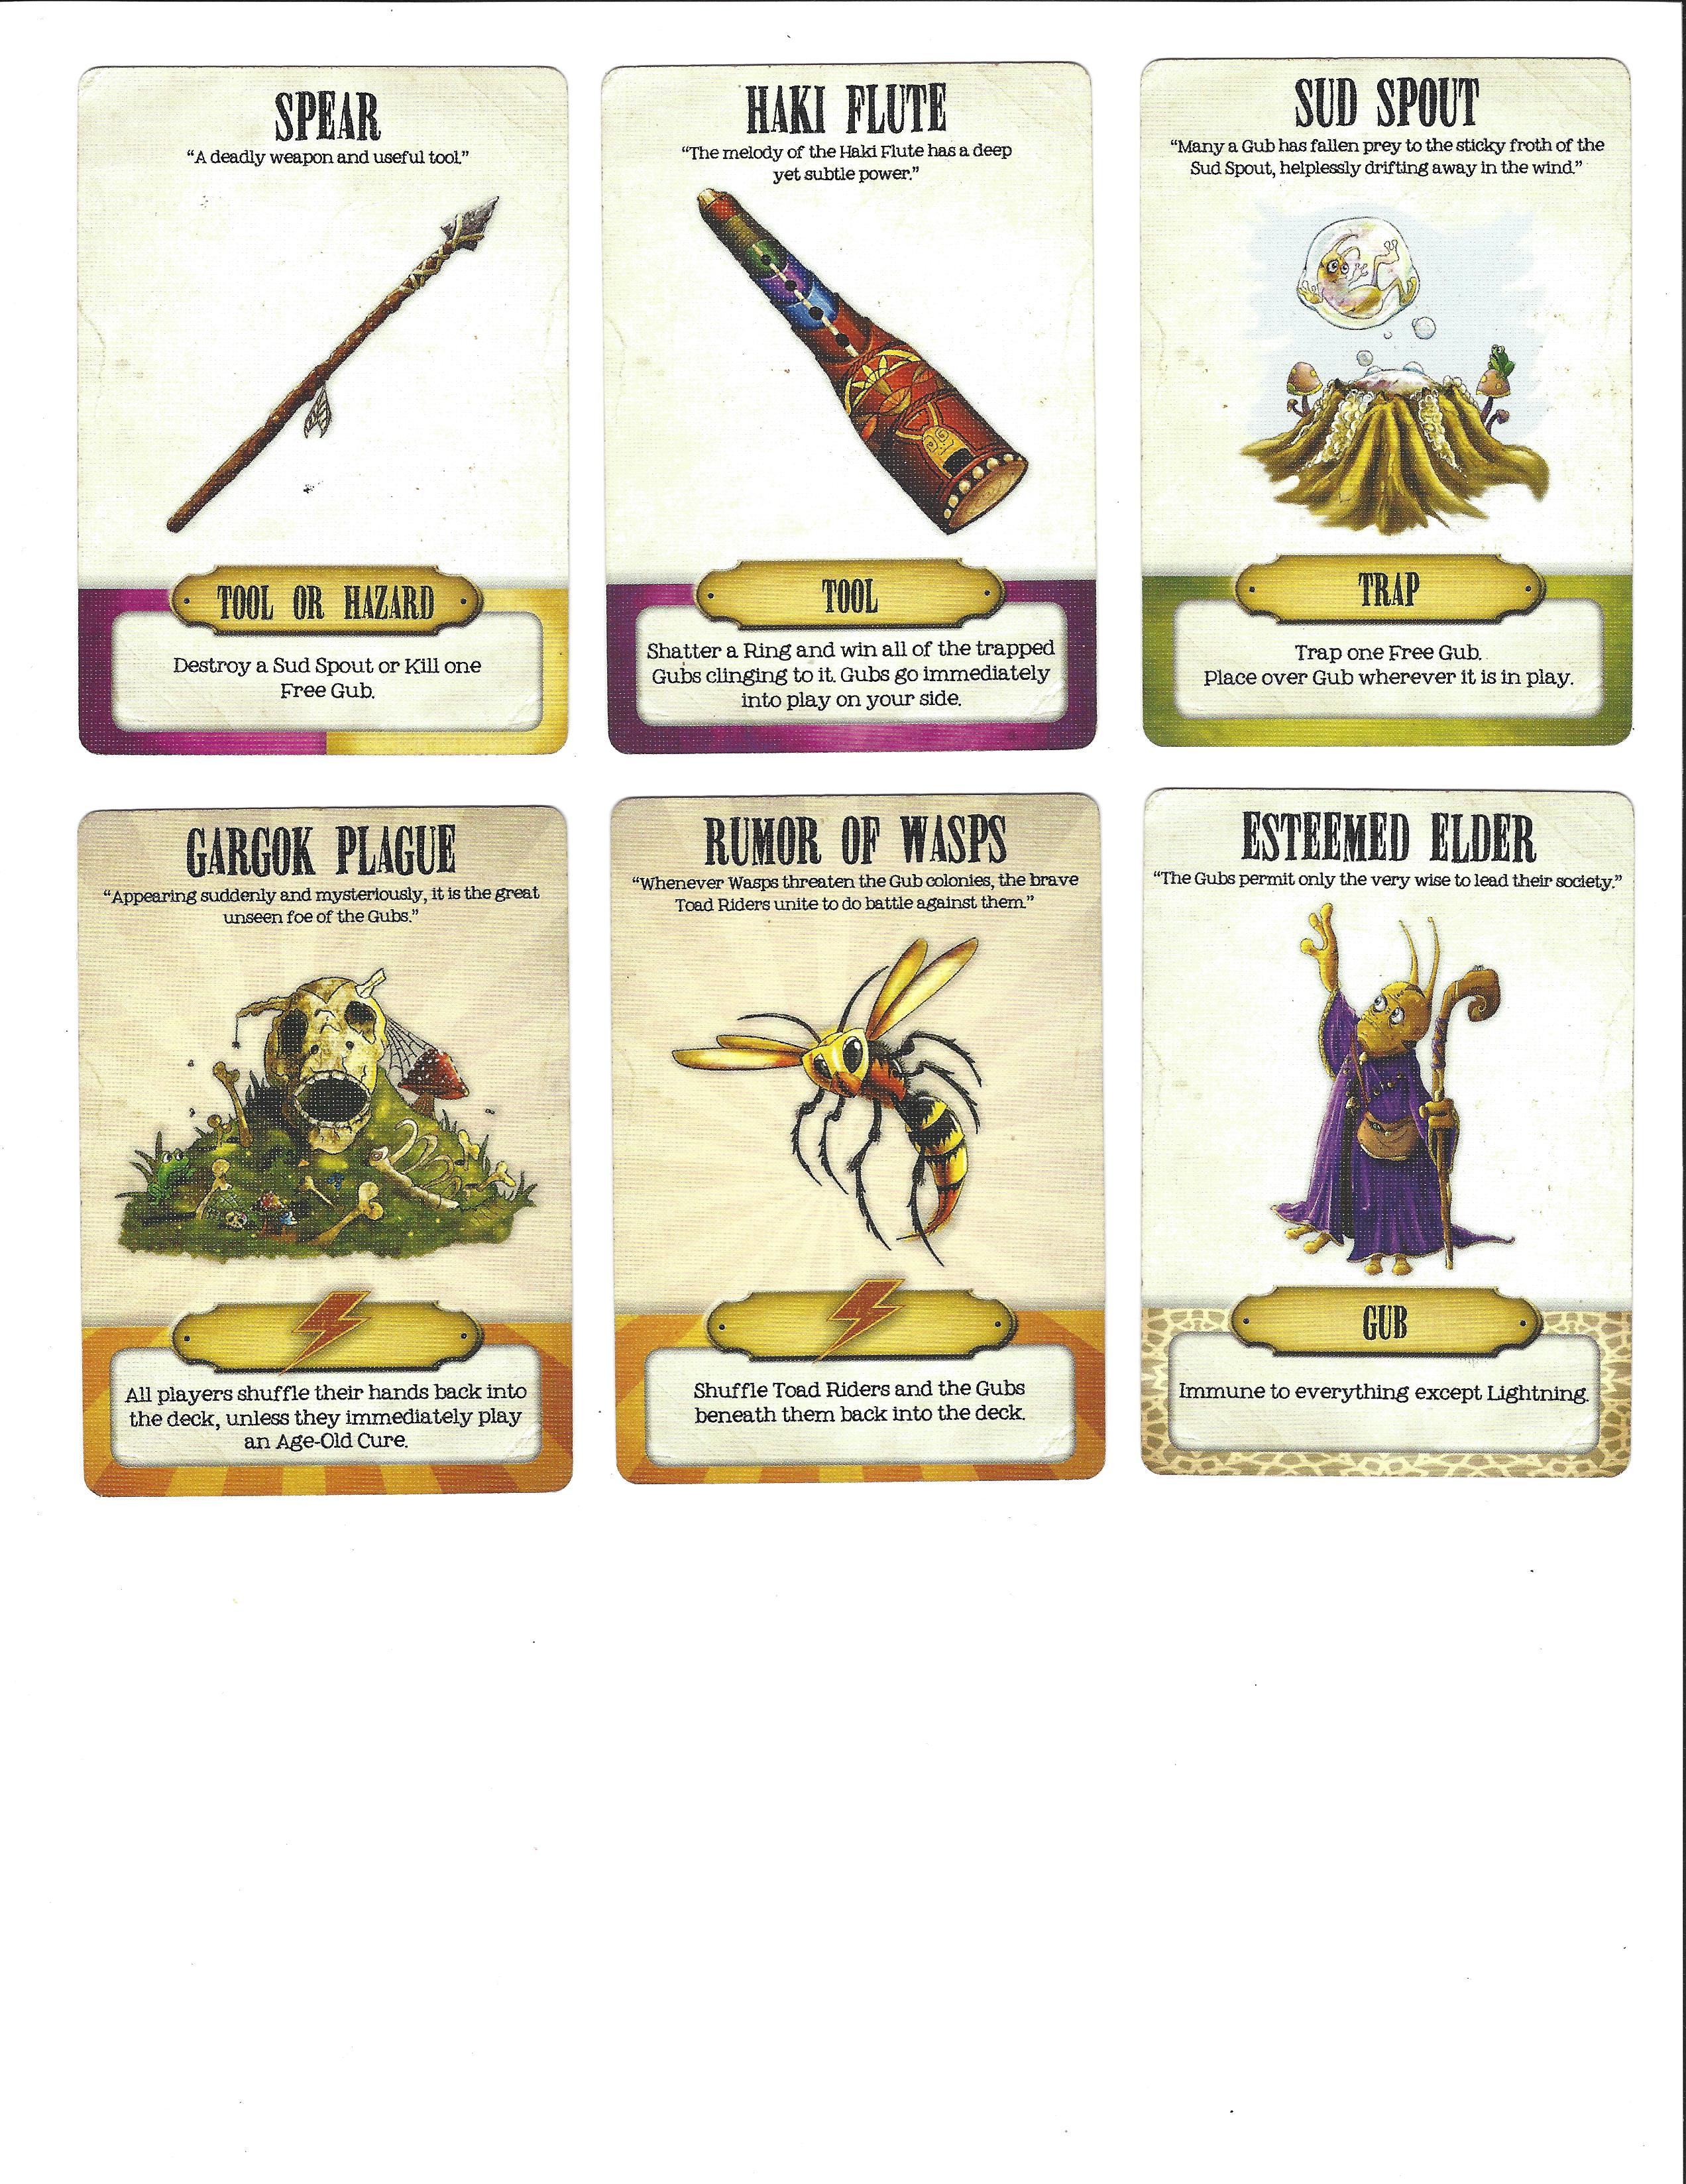 SPEAR
“A deadly weapon and useful tool.”
TOOL OR HAZARD
Destroy a Sud Spout or Kill one
Free Gub.
HAKI FLUTE
“The melody of the Haki Flute has a deep
yet subtle power.”
TOOL
Shatter a Ring and win all of the trapped
Gubs clinging to it. Gubs go immediately
into play on your side.
SUD SPOUT
“Many a Gub has fallen prey to the sticky froth of the
Sud Spout, helplessly drifting away in the wind.”
TRAP
Trap one Free Gub.
Place over Gub wherever it is in play.
GARGOK PLAGUE
“Appearing suddenly and mysteriously, it is the great
unseen foe of the Gubs.”
All players shuffle their hands back into
the deck, unless they immediately play
an Age-Old Cure.
RUMOR OF WASPS
“Whenever Wasps threaten the Gub colonies, the brave
Toad Riders unite to do battle against them.”
Shuffle Toad Riders and the Gubs
beneath them back into the deck.
ESTEEMED ELDER
“The Gubs permit only the very wise to lead their society.”
GUB
Immune to everything except Lightning.